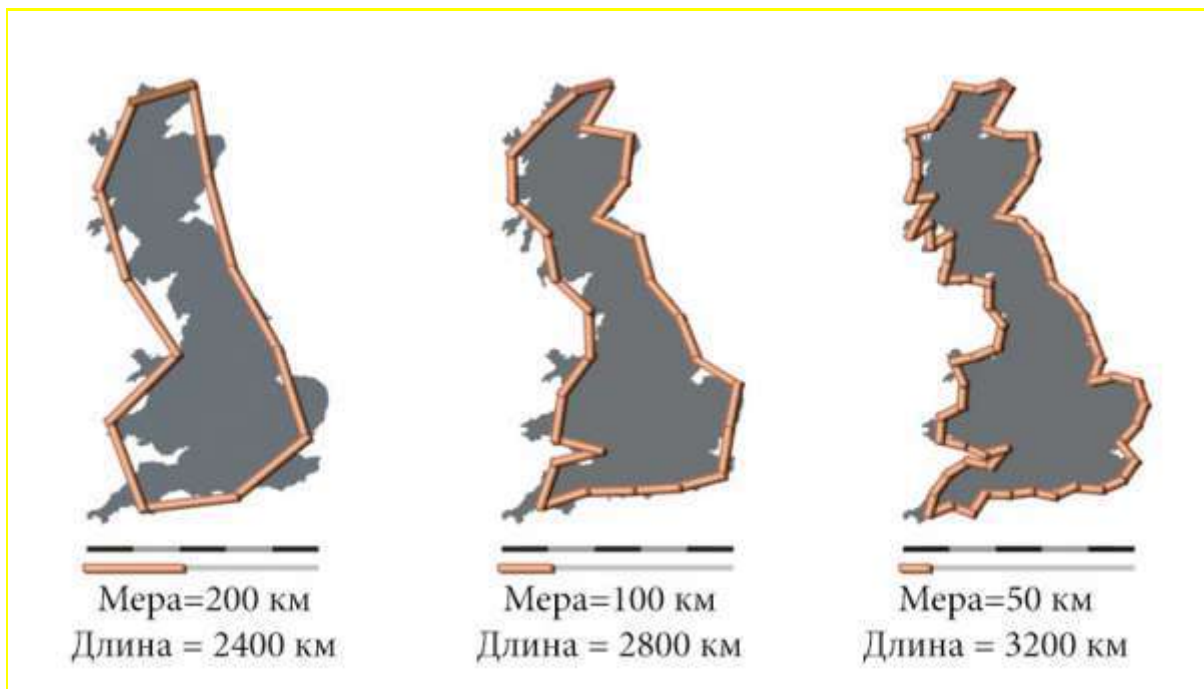 Мера=200 км
Длина = 2400 км
Мера=100 км
Длина = 2800 км
Мера=50 км
Длина = 3200 км